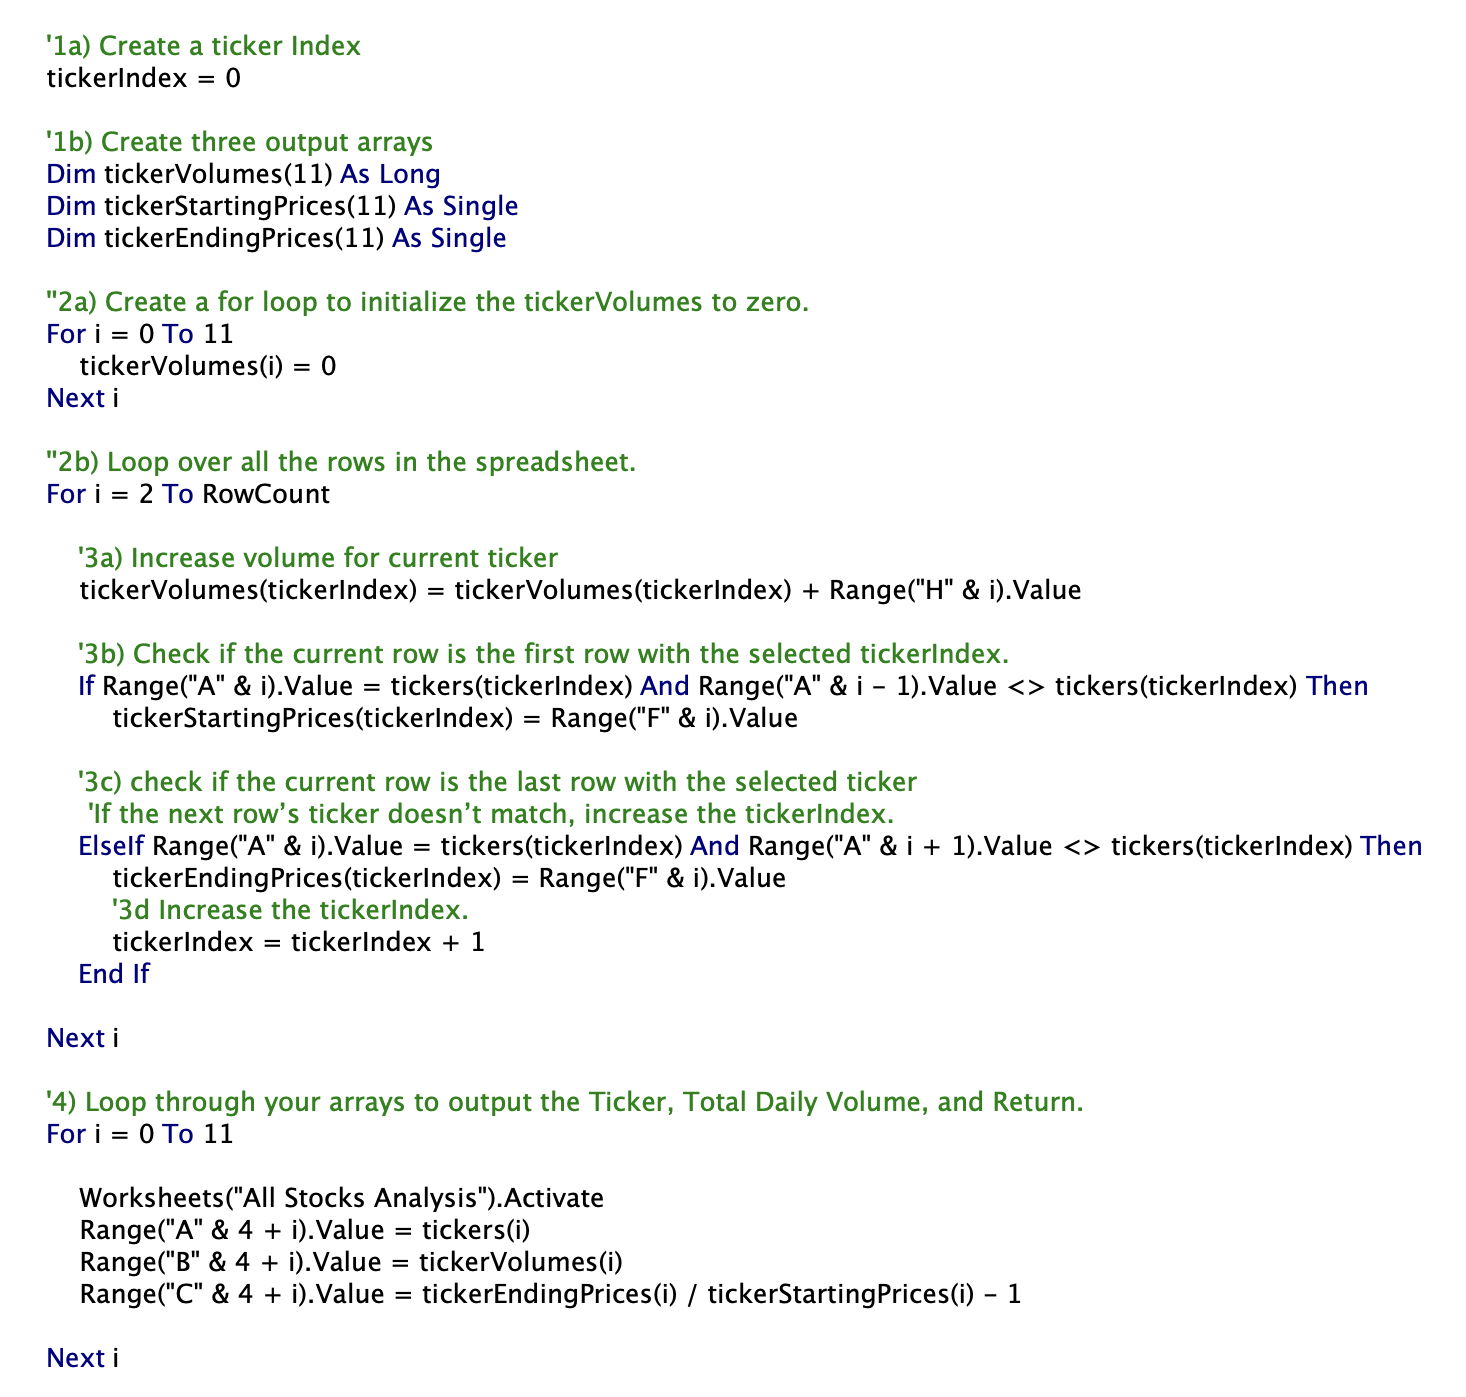 '1a) Create a ticker Index
tickerIndex = 0
'1b) Create three output arrays
Dim tickerVolumes(11) As Long
Dim tickerStartingPrices(11) As Single
Dim tickerEndingPrices(11) As Single
''2a) Create a for loop to initialize the tickerVolumes to zero.
For i = 0 To 11
tickerVolumes(i) = 0
Next i
''2b) Loop over all the rows in the spreadsheet.
For i = 2 To RowCount
'3a) Increase volume for current ticker
tickerVolumes(tickerIndex) = tickerVolumes(tickerIndex) + Range("H" & i).Value
'3b) Check if the current row is the first row with the selected tickerIndex.
If Range("A" & i).Value = tickers(tickerIndex) And Range("A" & i - 1).Value <> tickers(tickerIndex) Then
tickerStartingPrices(tickerIndex) = Range("F" & i).Value
'3c) check if the current row is the last row with the selected ticker
'If the next row’s ticker doesn’t match, increase the tickerIndex.
ElseIf Range("A" & i).Value = tickers(tickerIndex) And Range("A" & i + 1).Value <> tickers(tickerIndex) Then
tickerEndingPrices(tickerIndex) = Range("F" & i).Value
'3d Increase the tickerIndex.
tickerIndex = tickerIndex + 1
End If
Next i
'4) Loop through your arrays to output the Ticker, Total Daily Volume, and Return.
For i = 0 To 11
Worksheets("All Stocks Analysis").Activate
Range("A" & 4 + i).Value = tickers(i)
Range("B" & 4 + i).Value = tickerVolumes(i)
Range("C" & 4 + i).Value = tickerEndingPrices(i) / tickerStartingPrices(i) - 1
Next i